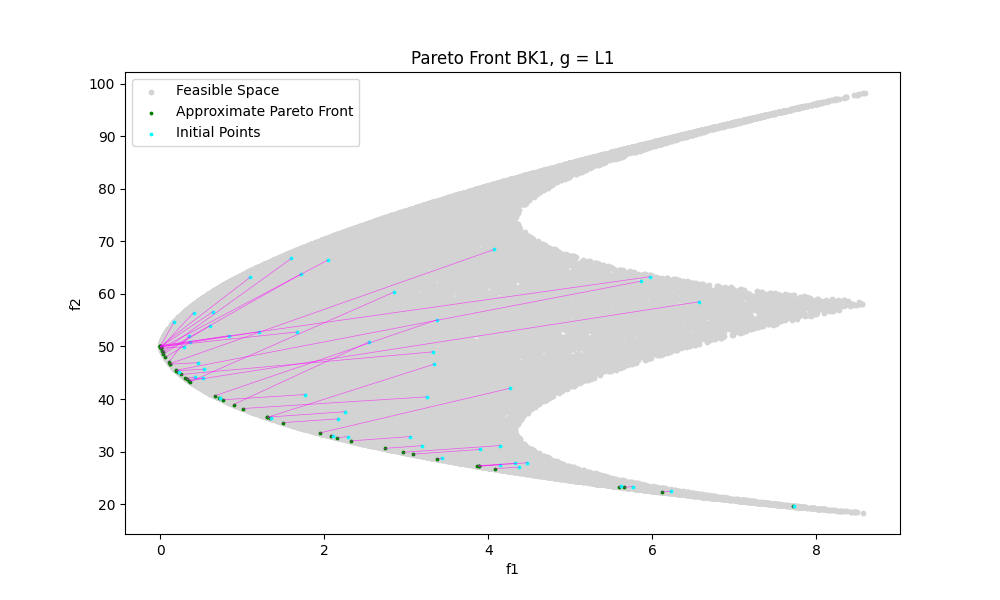 Pareto Front BK1, g = L1
Feasible Space
Approximate Pareto Front
Initial Points
f2
100
90
80
70
60
50
40
30
20
0
2
4
6
8
f1